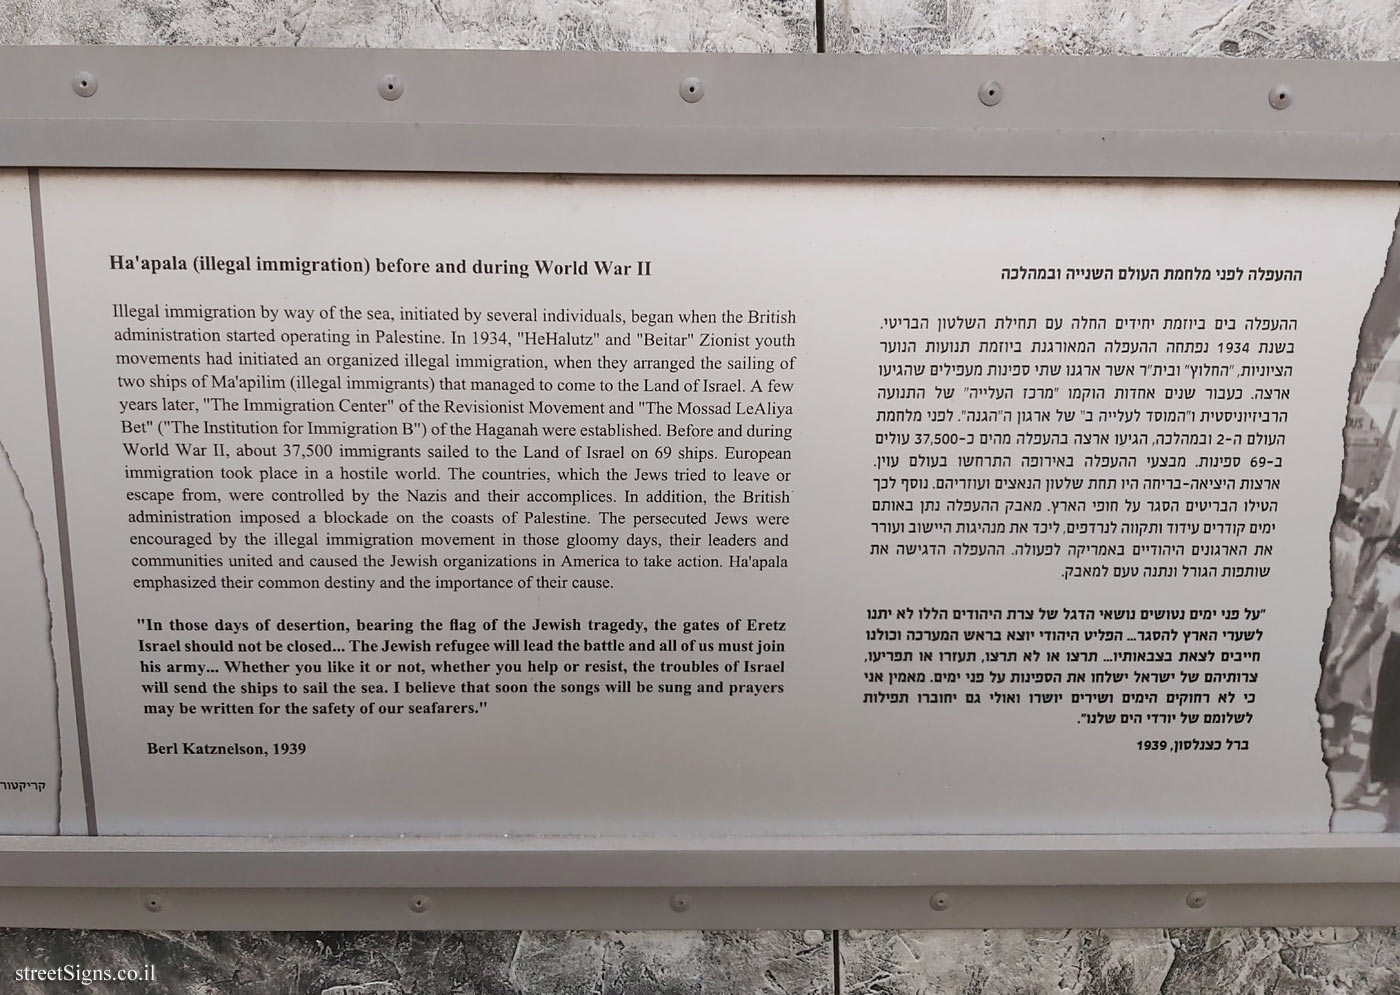 Ha'apala (illegal immigration) before and during World War II
Illegal immigration by way of the sea, initiated by several individuals, began when the British
administration started operating in Palestine. In 1934, "HeHalutz" and "Beitar" Zionist youth
movements had initiated an organized illegal immigration, when they arranged the sailing of
two ships of Ma'apilim (illegal immigrants) that managed to come to the Land of Israel. A few
years later, "The Immigration Center" of the Revisionist Movement and "The Mossad LeAliya
Bet" ("The Institution for Immigration B") of the Haganah were established. Before and during
World War II, about 37,500 immigrants sailed to the Land of Israel on 69 ships. European
immigration took place in a hostile world. The countries, which the Jews tried to leave or
escape from, were controlled by the Nazis and their accomplices. In addition, the British
administration imposed a blockade on the coasts of Palestine. The persecuted Jews were
encouraged by the illegal immigration movement in those gloomy days, their leaders and
communities united and caused the Jewish organizations in America to take action. Ha'apala
emphasized their common destiny and the importance of their cause.
"In those days of desertion, bearing the flag of the Jewish tragedy, the gates of Eretz
Israel should not be closed... The Jewish refugee will lead the battle and all of us must join
his army... Whether you like it or not, whether you help or resist, the troubles of Israel
will send the ships to sail the sea. I believe that soon the songs will be sung and prayers
may be written for the safety of our seafarers."
Berl Katznelson, 1939
ההעפלה לפני מלחמת העולם השנייה ובמהלכה
ההעפלה בים ביוזמת יחידים החלה עם תחילת השלטון הבריטי.
בשנת 1934 נפתחה ההעפלה המאורגנת ביוזמת תנועות הנוער
הציוניות, "החלוץ" ובית"ר אשר ארגנו שתי ספינות מעפילים שהגיעו
ארצה. כעבור שנים אחדות הוקמו "מרכז העלייה" של התנועה
הרביזיוניסטית ו"המוסד לעלייה ב" של ארגון ה"הגנה". לפני מלחמת
העולם ה-2 ובמהלכה, הגיעו ארצה בהעפלה מהים כ-37,500 עולים
ב-69 ספינות. מבצעי ההעפלה באירופה התרחשו בעולם עוין.
ארצות היציאה-בריחה היו תחת שלטון הנאצים ועוזריהם. נוסף לכך
הטילו הבריטים הסגר על חופי הארץ. מאבק ההעפלה נתן באותם
ימים קודרים עידוד ותקווה לנרדפים, ליכד את מנהיגות היישוב ועורר
את הארגונים היהודיים באמריקה לפעולה. ההעפלה הדגישה את
שותפות הגורל ונתנה טעם למאבק.
"על פני ימים נטושים נושאי הדגל של צרת היהודים הללו לא יתנו
לשערי הארץ להסגר... הפליט היהודי יוצא בראש המערכה וכולנו
חייבים לצאת בצבאותיו... תרצו או לא תרצו, תעזרו או תפריעו,
צרותיהם של ישראל ישלחו את הספינות על פני ימים. מאמין אני
כי לא רחוקים הימים ושירים יושרו ואולי גם יחוברו תפילות
לשלומם של יורדי הים שלנו".
ברל כצנלסון, 1939
קריקטור
streetSigns.co.il